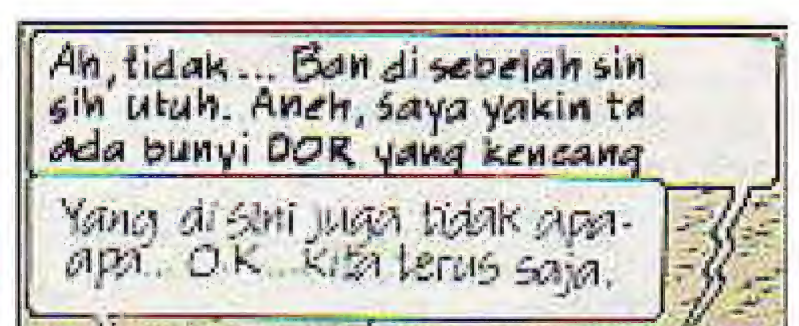 Ah, tidak... Ban di sebelah sin
sih utuh. Aneh, saya yakin ta
ada bunyi DOR yang kencang
Yang di sini juga tidak apa-
apa.. O.K...kita terus saja.